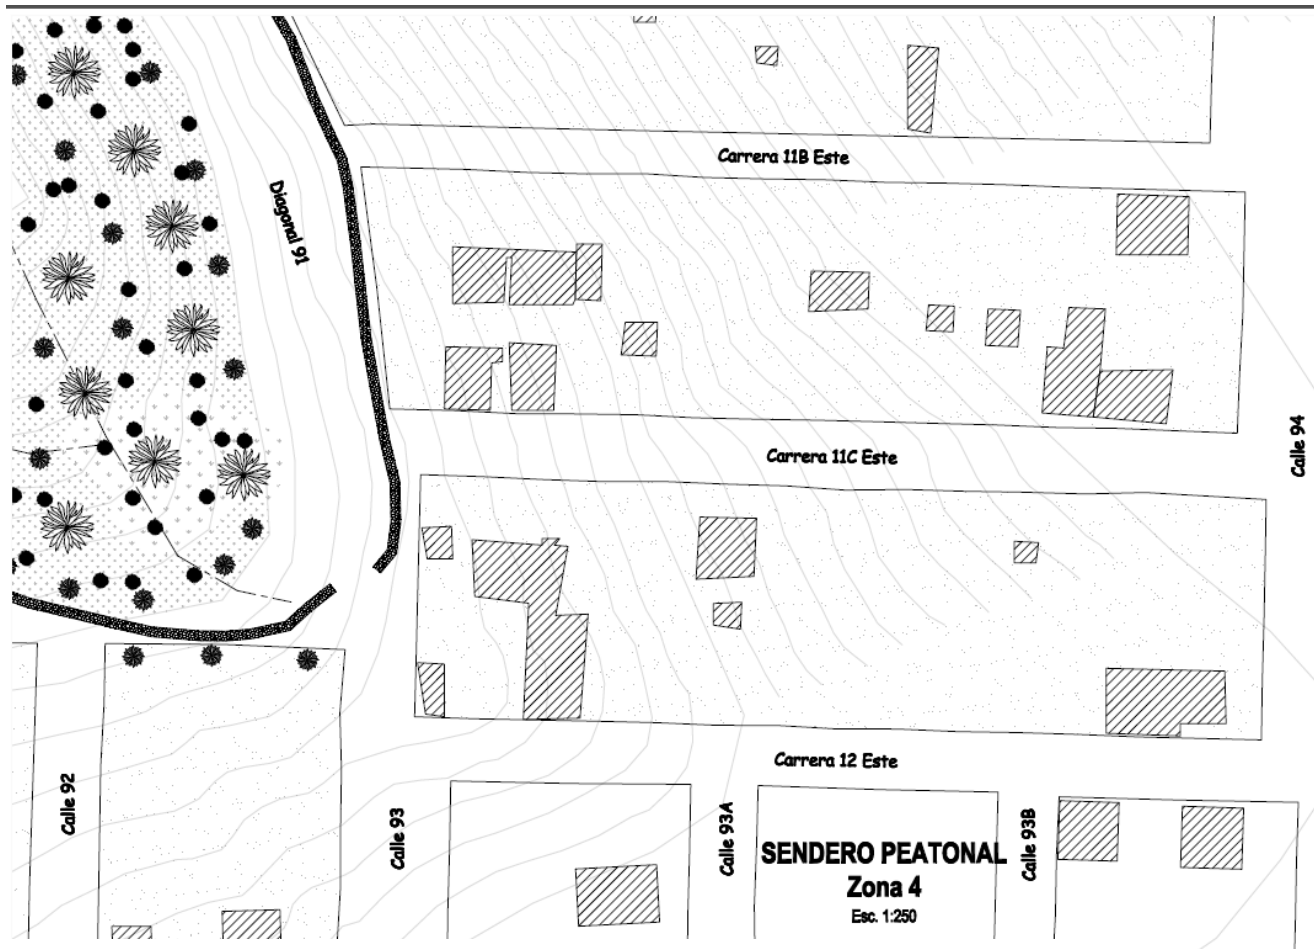 Carrera 11B Este
Diagonal 91
Calle 94
Carrera 11C Este
Carrera 12 Este
Calle 92
Calle 93
Calle 93A
Calle 93B
SENDERO PEATONAL
Zona 4
Esc. 1:250